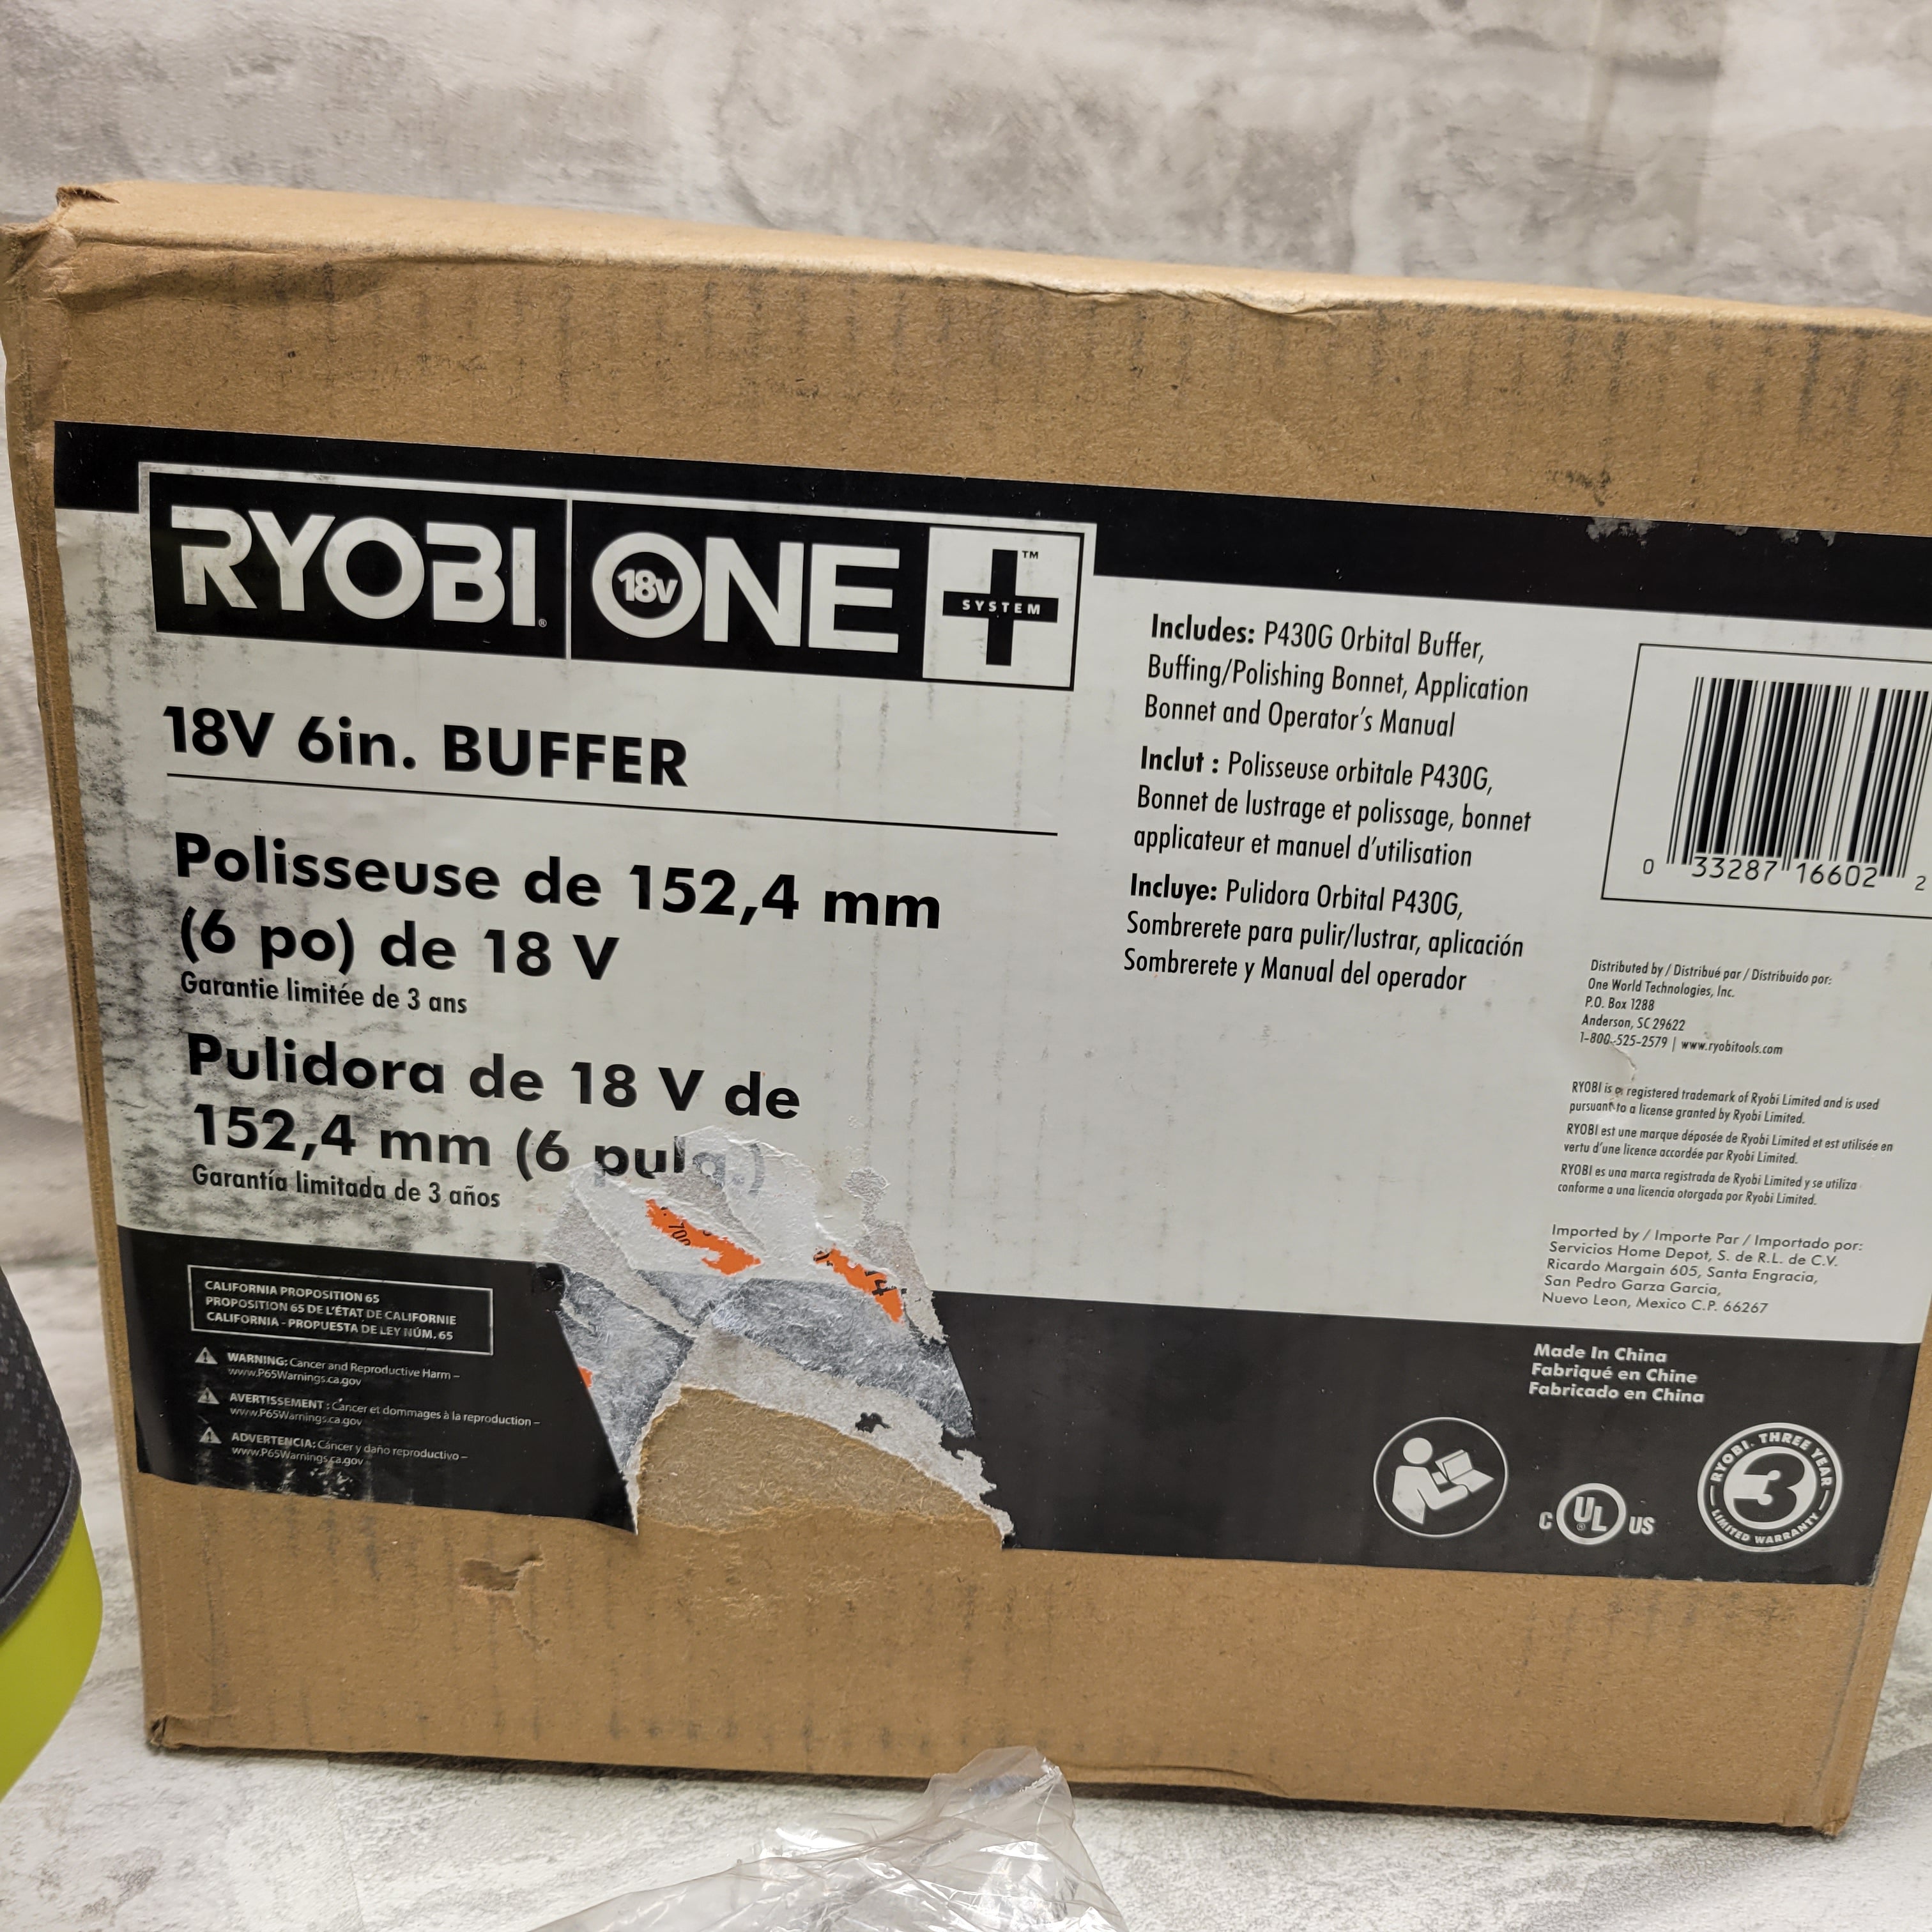 RYOBI® 18V ONE+™ SYSTEM
18V 6in. BUFFER
Polisseuse de 152,4 mm
(6 po) de 18 V
Garantie limitée de 3 ans
Pulidora de 18 V de
152,4 mm (6
Garantía limitada de 3 años
CALIFORNIA PROPOSITION 65
PROPOSITION 65 DE L'ÉTAT DE CALIFORNIE
CALIFORNIA - PROPUESTA DE LEY NÚM. 65
WARNING: Cancer and Reproductive Harm –
www.P65Warnings.ca.gov
AVERTISSEMENT : Cancer et dommages à la reproduction –
www.P65Warnings.ca.gov
ADVERTENCIA: Cáncer y daño reproductivo –
www.P65Warnings.ca.gov
Includes: P430G Orbital Buffer,
Buffing/Polishing Bonnet, Application
Bonnet and Operator's Manual
Inclut : Polisseuse orbitale P430G,
Bonnet de lustrage et polissage, bonnet
applicateur et manuel d'utilisation
Incluye: Pulidora Orbital P430G,
Sombrerete para pulir/lustrar, aplicación
Sombrerete y Manual del operador
0 33287 16602 2
Distributed by / Distribué par / Distribuido por:
One World Technologies, Inc.
P.O. Box 1288
Anderson, SC 29622
1-800-525-2579 | www.ryobitools.com
RYOBI is a registered trademark of Ryobi Limited and is used
pursuant to a license granted by Ryobi Limited.
RYOBI est une marque déposée de Ryobi Limited et est utilisée en
vertu d'une licence accordée par Ryobi Limited.
RYOBI es una marca registrada de Ryobi Limited y se utiliza
conforme a una licencia otorgada por Ryobi Limited.
Imported by / Importe Par / Importado por:
Servicios Home Depot, S. de R.L. de C.V.
Ricardo Margain 605, Santa Engracia,
San Pedro Garza Garcia,
Nuevo Leon, Mexico C.P. 66267
Made In China
Fabriqué en Chine
Fabricado en China
C UL® US
RYOBI. THREE YEAR
3
LIMITED WARRANTY